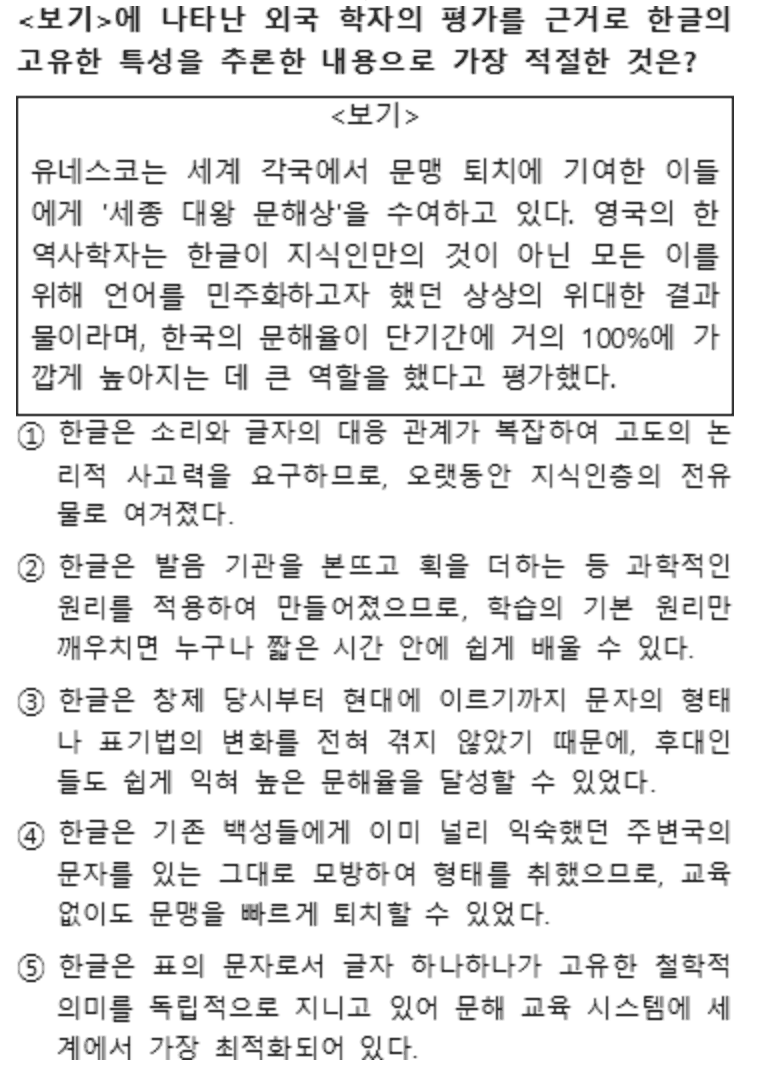 <보기>에 나타난 외국 학자의 평가를 근거로 한글의
고유한 특성을 추론한 내용으로 가장 적절한 것은?
<보기>
유네스코는 세계 각국에서 문맹 퇴치에 기여한 이들
에게 '세종 대왕 문해상'을 수여하고 있다. 영국의 한
역사학자는 한글이 지식인만의 것이 아닌 모든 이를
위해 언어를 민주화하고자 했던 상상의 위대한 결과
물이라며, 한국의 문해율이 단기간에 거의 100%에 가
깝게 높아지는 데 큰 역할을 했다고 평가했다.
① 한글은 소리와 글자의 대응 관계가 복잡하여 고도의 논
리적 사고력을 요구하므로, 오랫동안 지식인층의 전유
물로 여겨졌다.
② 한글은 발음 기관을 본뜨고 획을 더하는 등 과학적인
원리를 적용하여 만들어졌으므로, 학습의 기본 원리만
깨우치면 누구나 짧은 시간 안에 쉽게 배울 수 있다.
③ 한글은 창제 당시부터 현대에 이르기까지 문자의 형태
나 표기법의 변화를 전혀 겪지 않았기 때문에, 후대인
들도 쉽게 익혀 높은 문해율을 달성할 수 있었다.
④ 한글은 기존 백성들에게 이미 널리 익숙했던 주변국의
문자를 있는 그대로 모방하여 형태를 취했으므로, 교육
없이도 문맹을 빠르게 퇴치할 수 있었다.
⑤ 한글은 표의 문자로서 글자 하나하나가 고유한 철학적
의미를 독립적으로 지니고 있어 문해 교육 시스템에 세
계에서 가장 최적화되어 있다.